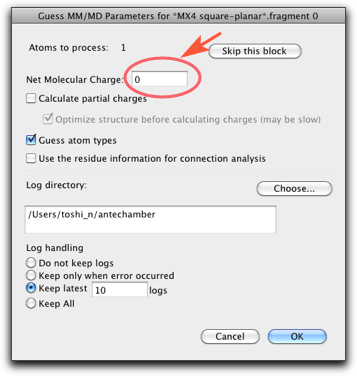 Guess MM/MD Parameters for *MX4 square-planar*.fragment 0
Atoms to process: 1 Skip this block
Net Molecular Charge: 0
Calculate partial charges
Optimize structure before calculating charges (may be slow)
Guess atom types
Use the residue information for connection analysis
Log directory: Choose...
/Users/toshi_n/antechamber
Log handling
Do not keep logs
Keep only when error occurred
Keep latest 10 logs
Keep All
Cancel OK